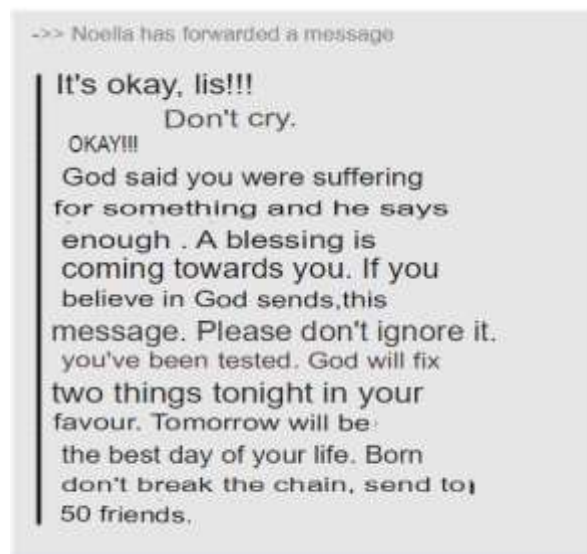 ->> Noella has forwarded a message
It's okay, lis!!!
Don't cry.
OKAY!!!
God said you were suffering
for something and he says
enough . A blessing is
coming towards you. If you
believe in God sends,this
message. Please don't ignore it.
you've been tested. God will fix
two things tonight in your
favour. Tomorrow will be
the best day of your life. Born
don't break the chain, send to
50 friends.